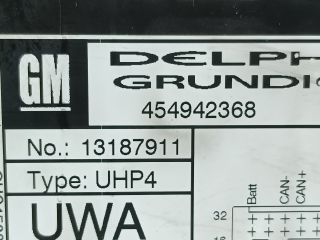 GM
DELPH
GRUNDI
454942368
No.: 13187911
Type: UHP4
UWA
Batt
CAN-
CAN+
32